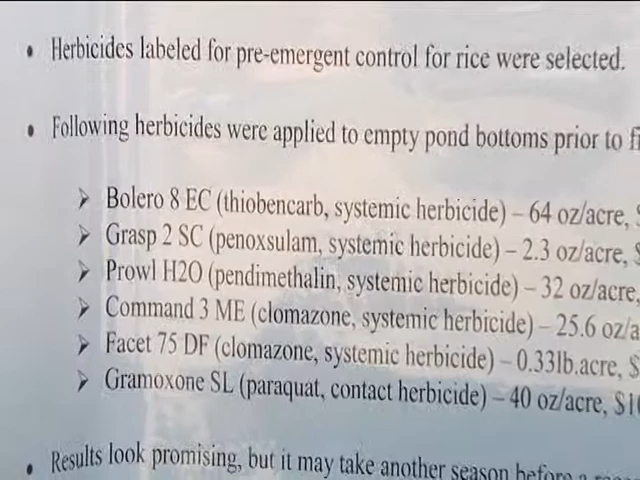 • Herbicides labeled for pre-emergent control for rice were selected.
• Following herbicides were applied to empty pond bottoms prior to
➢ Bolero 8 EC (thiobencarb, systemic herbicide) – 64 oz/acre,
➢ Grasp 2 SC (penoxsulam, systemic herbicide) – 2.3 oz/acre, $
➢ Prowl H2O (pendimethalin, systemic herbicide) – 32 oz/acre,
➢ Command 3 ME (clomazone, systemic herbicide) – 25.6 oz/a
➢ Facet 75 DF (clomazone, systemic herbicide) – 0.33lb.acre, $
➢ Gramoxone SL (paraquat, contact herbicide) – 40 oz/acre, $1
• Results look promising, but it may take another season before a